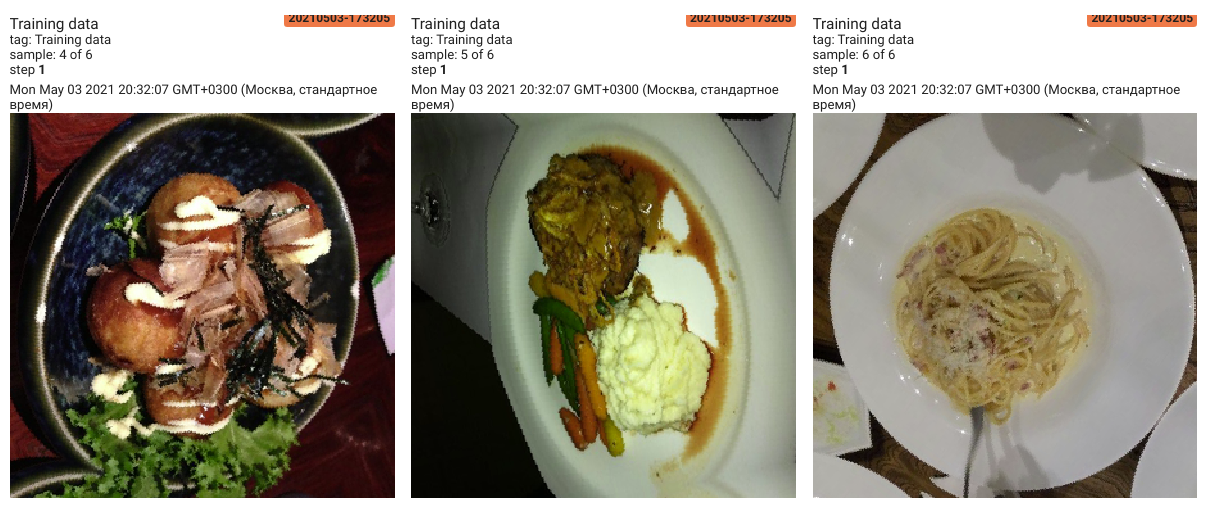 Training data
20210503-173205
tag: Training data
sample: 4 of 6
step 1
Mon May 03 2021 20:32:07 GMT+0300 (Москва, стандартное
время)
Training data
20210503-173205
tag: Training data
sample: 5 of 6
step 1
Mon May 03 2021 20:32:07 GMT+0300 (Москва, стандартное
время)
Training data
20210503-173205
tag: Training data
sample: 6 of 6
step 1
Mon May 03 2021 20:32:07 GMT+0300 (Москва, стандартное
время)